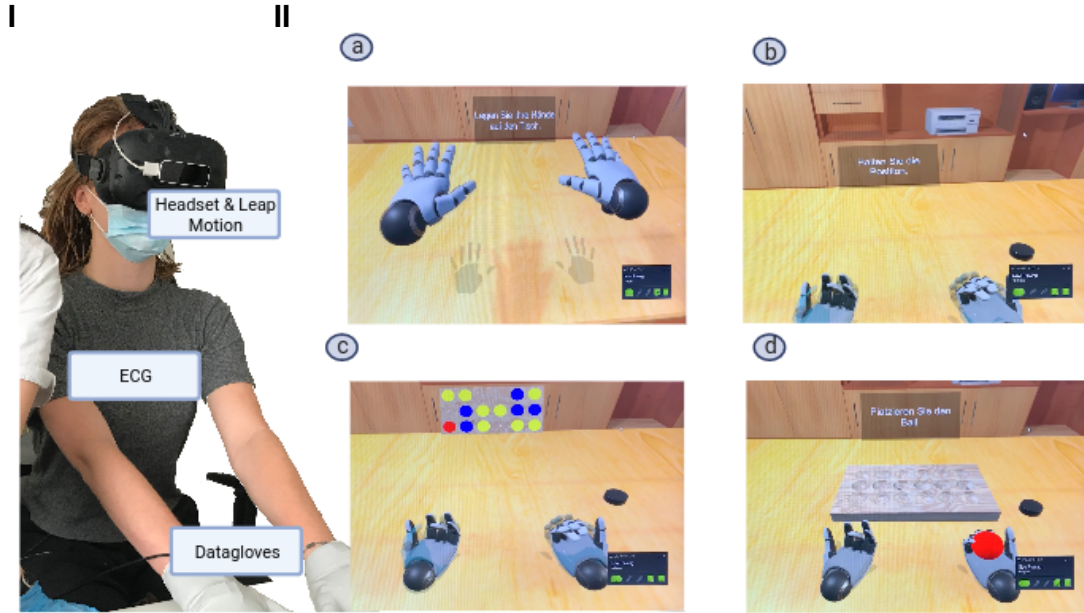 I
II
Headset & Leap
Motion
ECG
Datagloves
a
Legen Sie Ihre Hände
auf den Tisch.
b
Halten Sie die
Position.
c
d
Platzieren Sie den
Ball